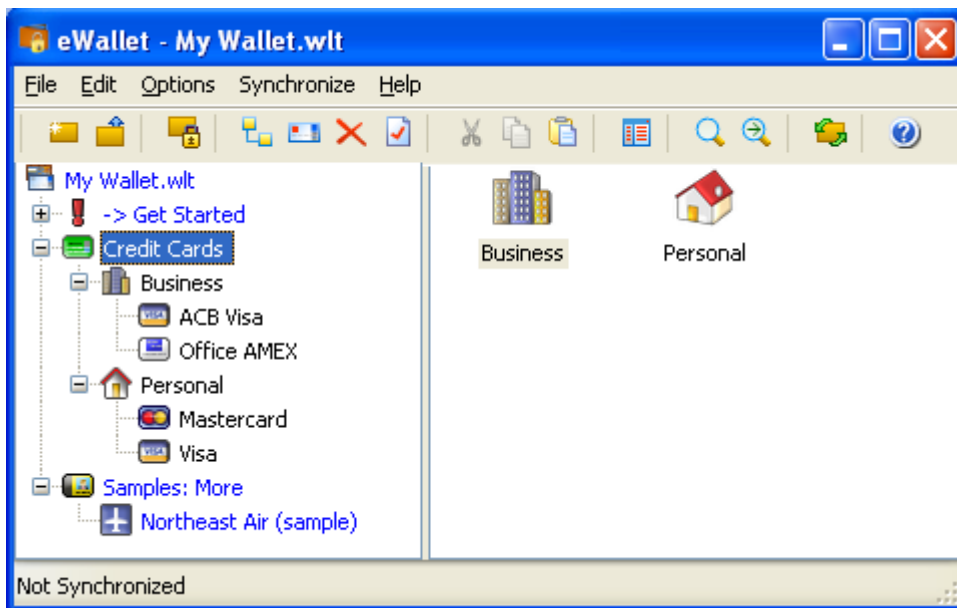 eWallet - My Wallet.wlt
File Edit Options Synchronize Help
My Wallet.wlt
-> Get Started
Credit Cards
Business
ACB Visa
Office AMEX
Personal
Mastercard
Visa
Samples: More
Northeast Air (sample)
Business Personal
Not Synchronized